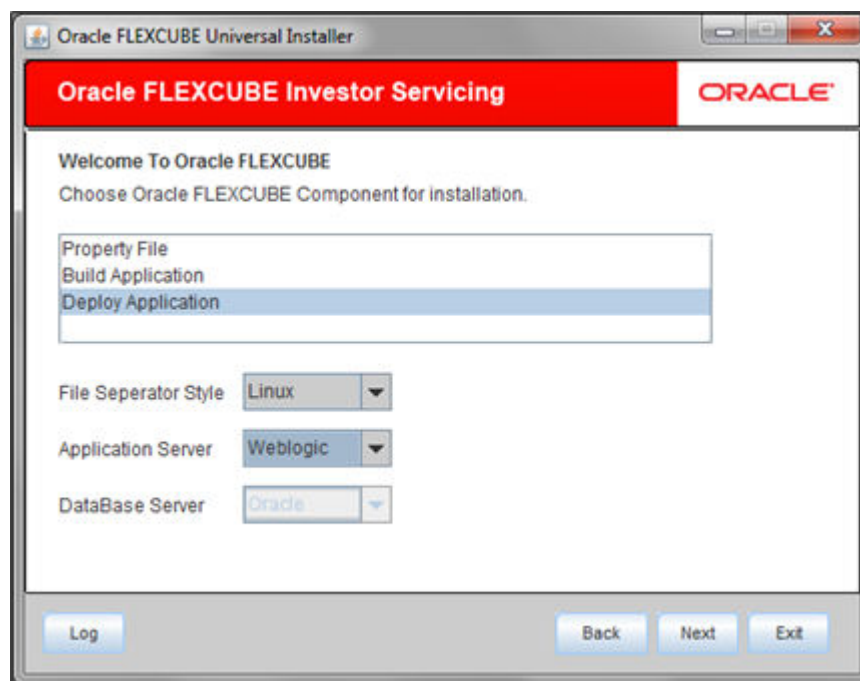 Oracle FLEXCUBE Universal Installer
Oracle FLEXCUBE Investor Servicing
ORACLE
Welcome To Oracle FLEXCUBE
Choose Oracle FLEXCUBE Component for installation.
Property File
Build Application
Deploy Application
File Seperator Style Linux
Application Server Weblogic
DataBase Server Oracle
Log Back Next Exit